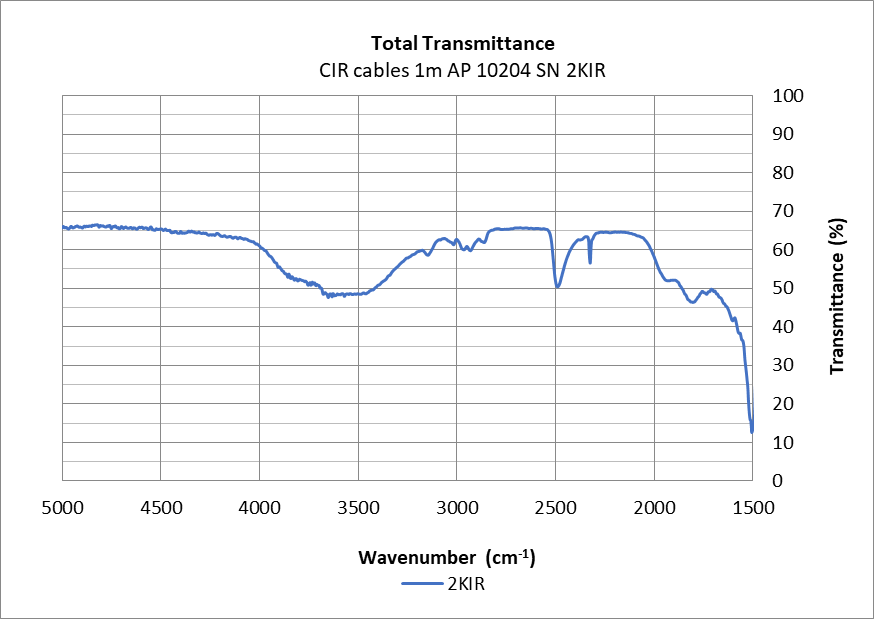 Total Transmittance
CIR cables 1m AP 10204 SN 2KIR
100
90
80
70
60
50
40
30
20
10
0
Transmittance (%)
5000 4500 4000 3500 3000 2500 2000 1500
Wavenumber (cm⁻¹)
2KIR